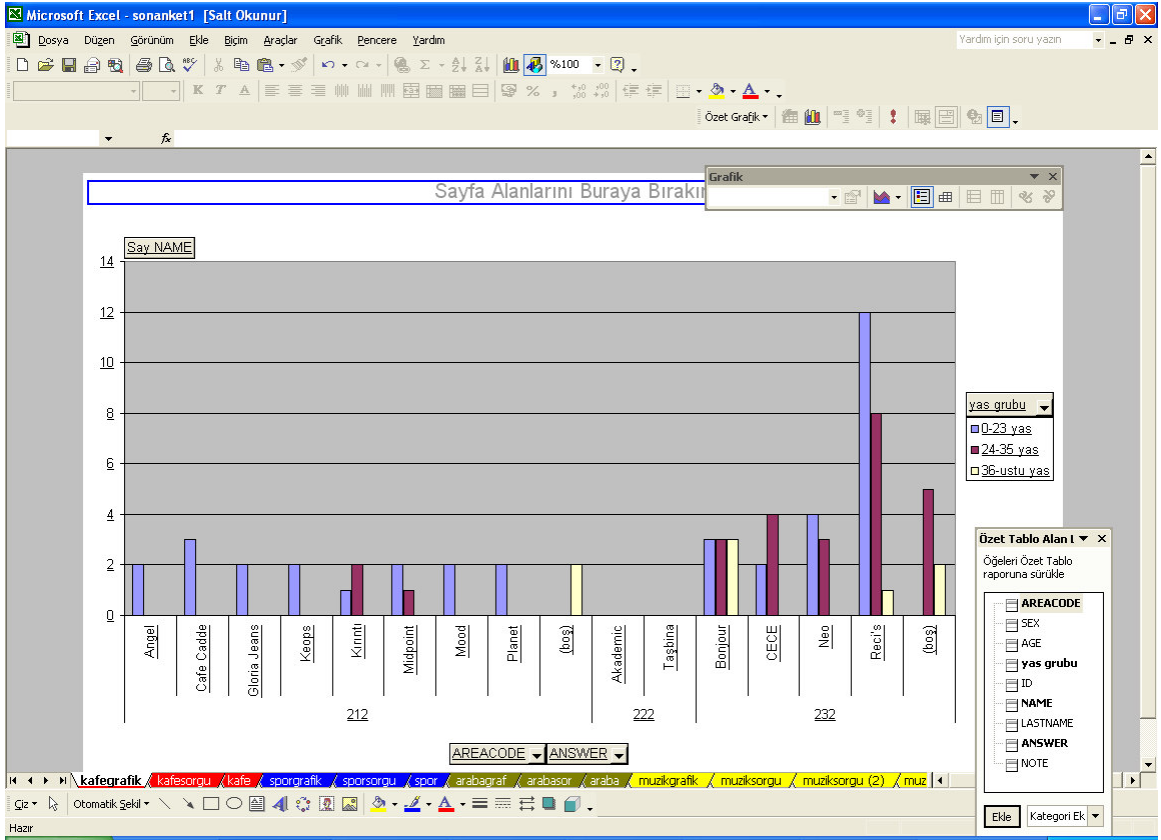 Microsoft Excel - sonanket1 [Salt Okunur]
Dosya Düzen Görünüm Ekle Biçim Araçlar Grafik Pencere Yardım
Yardım için soru yazın
%100
K T A
Özet Grafik
fx
Sayfa Alanlarını Buraya Bırakın
Grafik
Say NAME
14
12
10
8
6
4
2
0
yas grubu
0-23 yas
24-35 yas
36-ustu yas
Angel
Cafe Cadde
Gloria Jeans
Keops
Kırıntı
Midpoint
Mood
Planet
(boş)
Akademic
Taşbina
Bonjour
CECE
Neo
Reci's
(boş)
212
222
232
AREACODE ANSWER
Özet Tablo Alan L
Öğeleri Özet Tablo
raporuna sürükle
AREACODE
SEX
AGE
yas grubu
ID
NAME
LASTNAME
ANSWER
NOTE
Ekle Kategori Ek
kafegrafik kafesorgu kafe sporgrafik sporsorgu spor arabagraf arabasor araba muzikgrafik muziksorgu muziksorgu (2) muz
Çiz Otomatik Şekil
Hazır